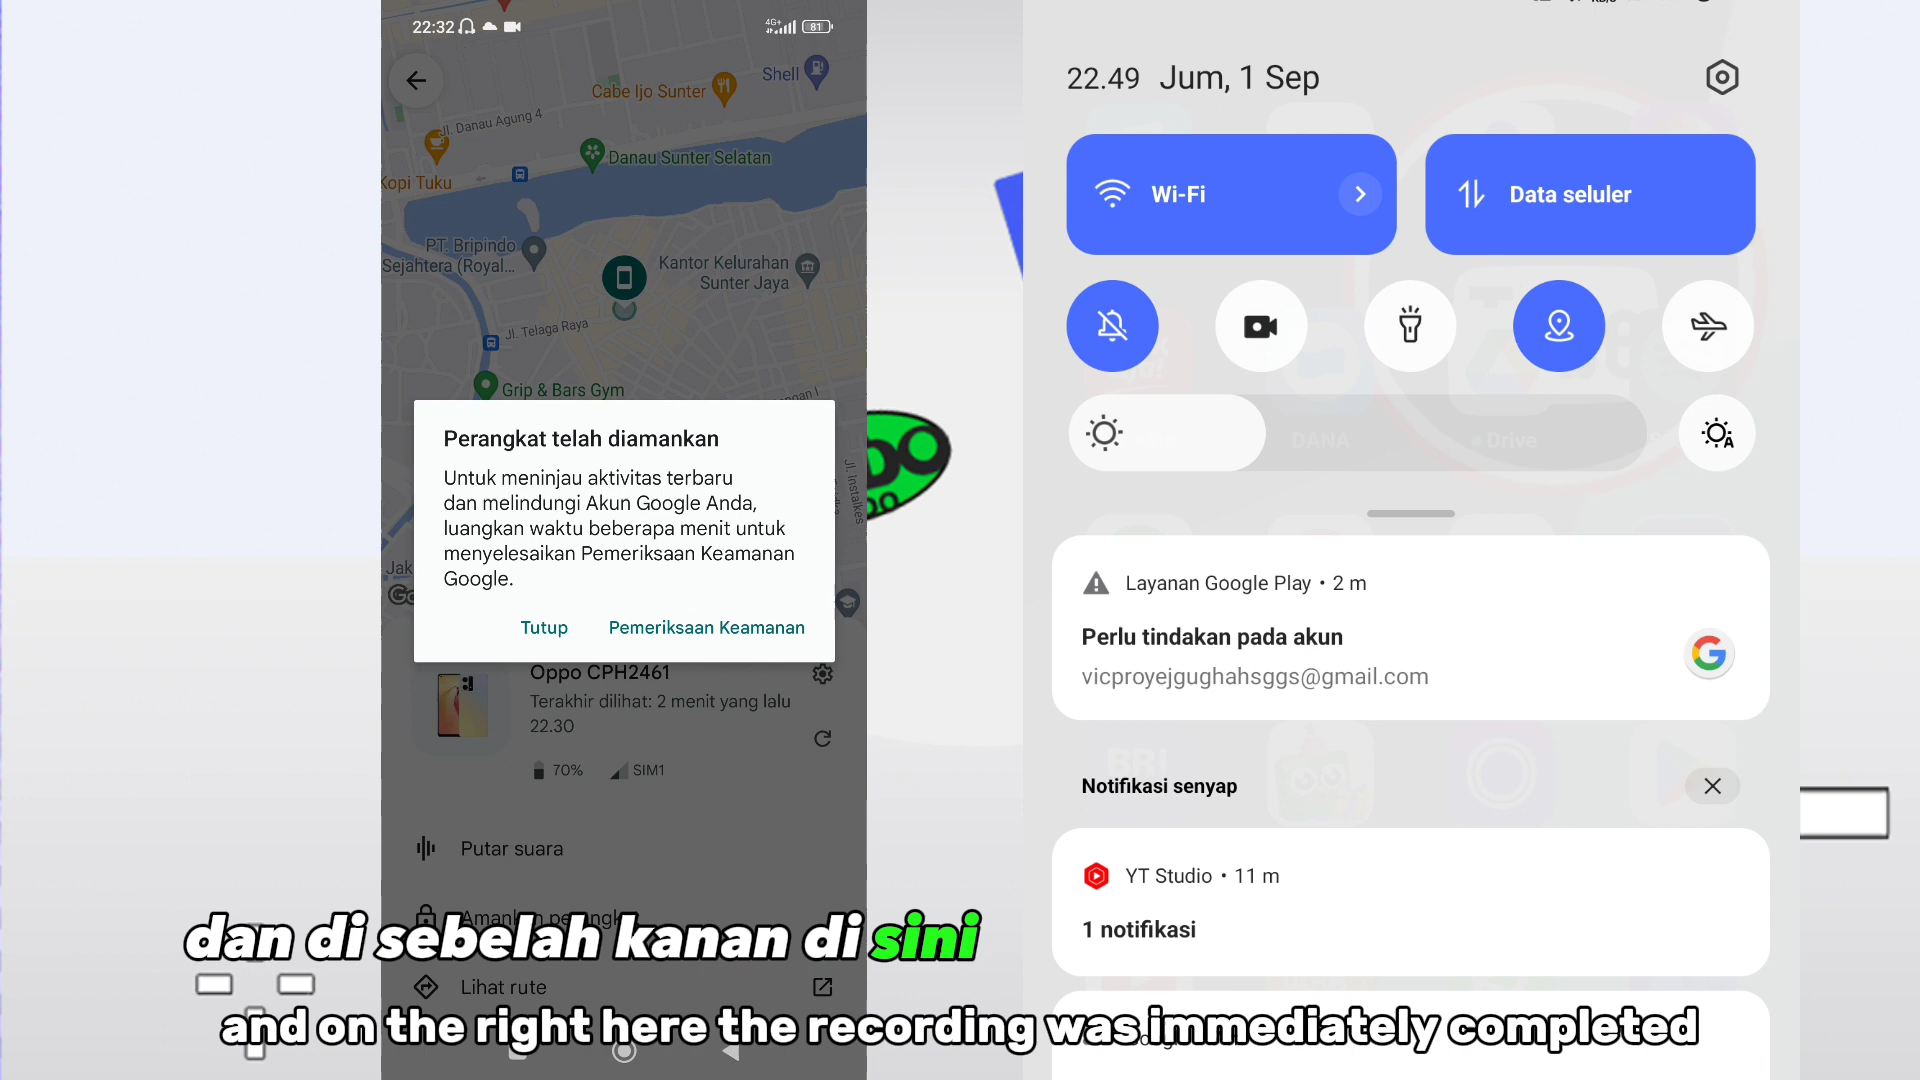 22:32
4G+
81
Cabe Ijo Sunter
Shell
Jl. Danau Agung 4
Danau Sunter Selatan
Kopi Tuku
PT. Bripindo
Sejahtera (Royal...
Kantor Kelurahan
Sunter Jaya
Jl. Telaga Raya
Grip & Bars Gym
Perangkat telah diamankan
Untuk meninjau aktivitas terbaru
dan melindungi Akun Google Anda,
luangkan waktu beberapa menit untuk
menyelesaikan Pemeriksaan Keamanan
Google.
Tutup
Pemeriksaan Keamanan
Oppo CPH2461
Terakhir dilihat: 2 menit yang lalu
22.30
70%
SIM1
Putar suara
Lihat rute
22.49 Jum, 1 Sep
Wi-Fi
Data seluler
DANA
Drive
Layanan Google Play • 2 m
Perlu tindakan pada akun
vicproyejgughahsggs@gmail.com
Notifikasi senyap
YT Studio • 11 m
1 notifikasi
dan di sebelah kanan di sini
and on the right here the recording was immediately completed